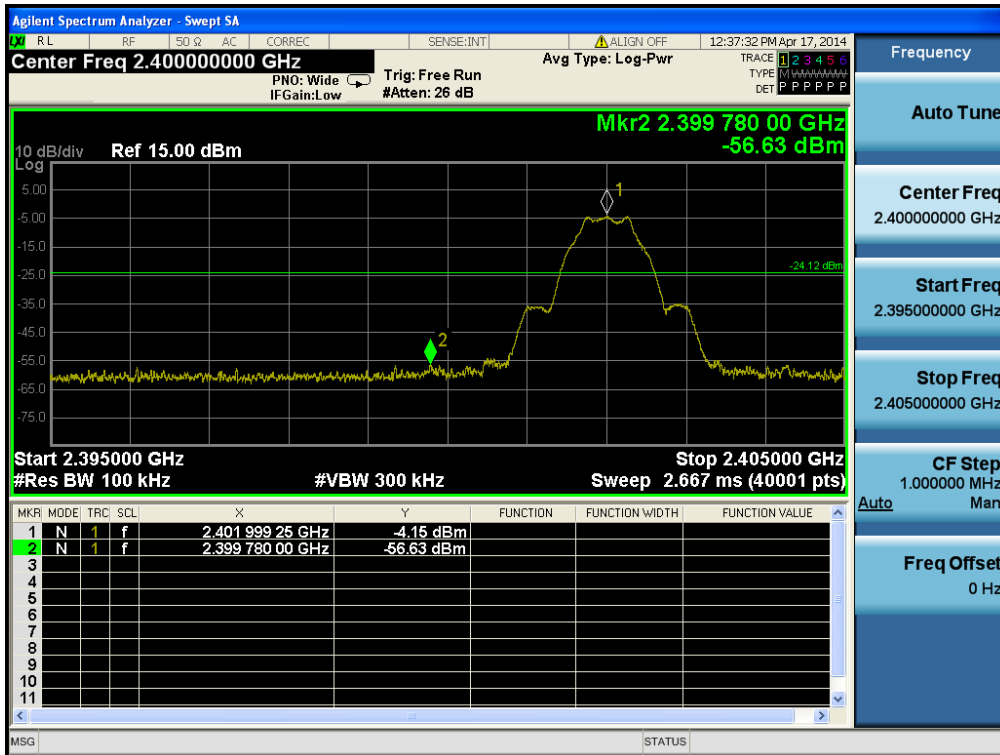 Agilent Spectrum Analyzer - Swept SA
LXI RL RF 50 Ω AC CORREC SENSE:INT ALIGN OFF 12:37:32 PM Apr 17, 2014
Center Freq 2.400000000 GHz
PNO: Wide
IFGain:Low
Trig: Free Run
#Atten: 26 dB
Avg Type: Log-Pwr
TRACE 1 2 3 4 5 6
TYPE M
DET P P P P P P
Mkr2 2.399 780 00 GHz
-56.63 dBm
10 dB/div Ref 15.00 dBm
Log
5.00
-5.00
-15.0
-25.0
-35.0
-45.0
-55.0
-65.0
-75.0
1
-24.12 dBm
2
Start 2.395000 GHz Stop 2.405000 GHz
#Res BW 100 kHz #VBW 300 kHz Sweep 2.667 ms (40001 pts)
MKR MODE TRC SCL X Y FUNCTION FUNCTION WIDTH FUNCTION VALUE
1 N 1 f 2.401 999 25 GHz -4.15 dBm
2 N 1 f 2.399 780 00 GHz -56.63 dBm
3
4
5
6
7
8
9
10
11
MSG STATUS
Frequency
Auto Tune
Center Freq
2.400000000 GHz
Start Freq
2.395000000 GHz
Stop Freq
2.405000000 GHz
CF Step
1.000000 MHz
Auto Man
Freq Offset
0 Hz